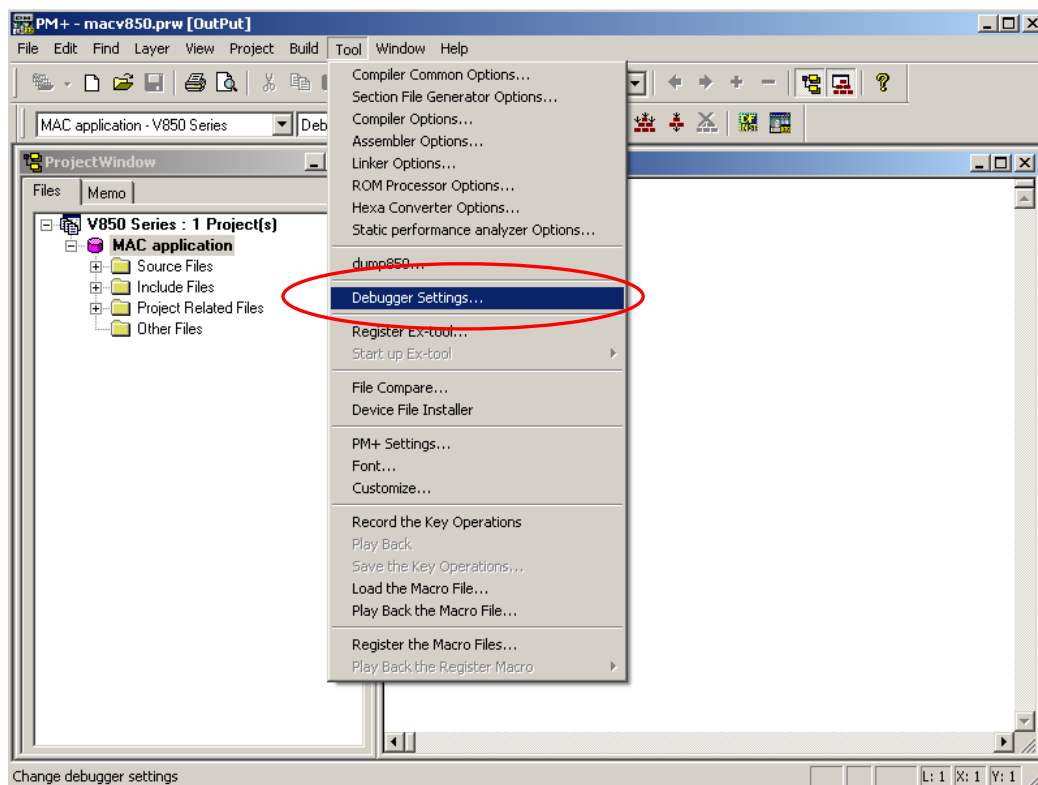 PM+ - macv850.prw [OutPut]
File Edit Find Layer View Project Build Tool Window Help
MAC application - V850 Series
Deb
ProjectWindow
Files Memo
V850 Series : 1 Project(s)
MAC application
Source Files
Include Files
Project Related Files
Other Files
Compiler Common Options...
Section File Generator Options...
Compiler Options...
Assembler Options...
Linker Options...
ROM Processor Options...
Hexa Converter Options...
Static performance analyzer Options...
dump850...
Debugger Settings...
Register Ex-tool...
Start up Ex-tool
File Compare...
Device File Installer
PM+ Settings...
Font...
Customize...
Record the Key Operations
Play Back
Save the Key Operations...
Load the Macro File...
Play Back the Macro File...
Register the Macro Files...
Play Back the Register Macro
Change debugger settings
L: 1 X: 1 Y: 1